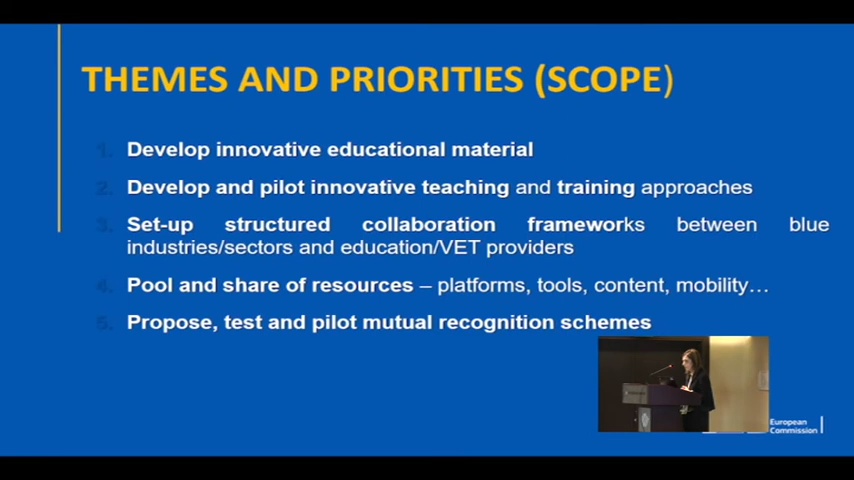 THEMES AND PRIORITIES (SCOPE)
1. Develop innovative educational material
2. Develop and pilot innovative teaching and training approaches
3. Set-up structured collaboration frameworks between blue
industries/sectors and education/VET providers
4. Pool and share of resources – platforms, tools, content, mobility…
5. Propose, test and pilot mutual recognition schemes
European
Commission